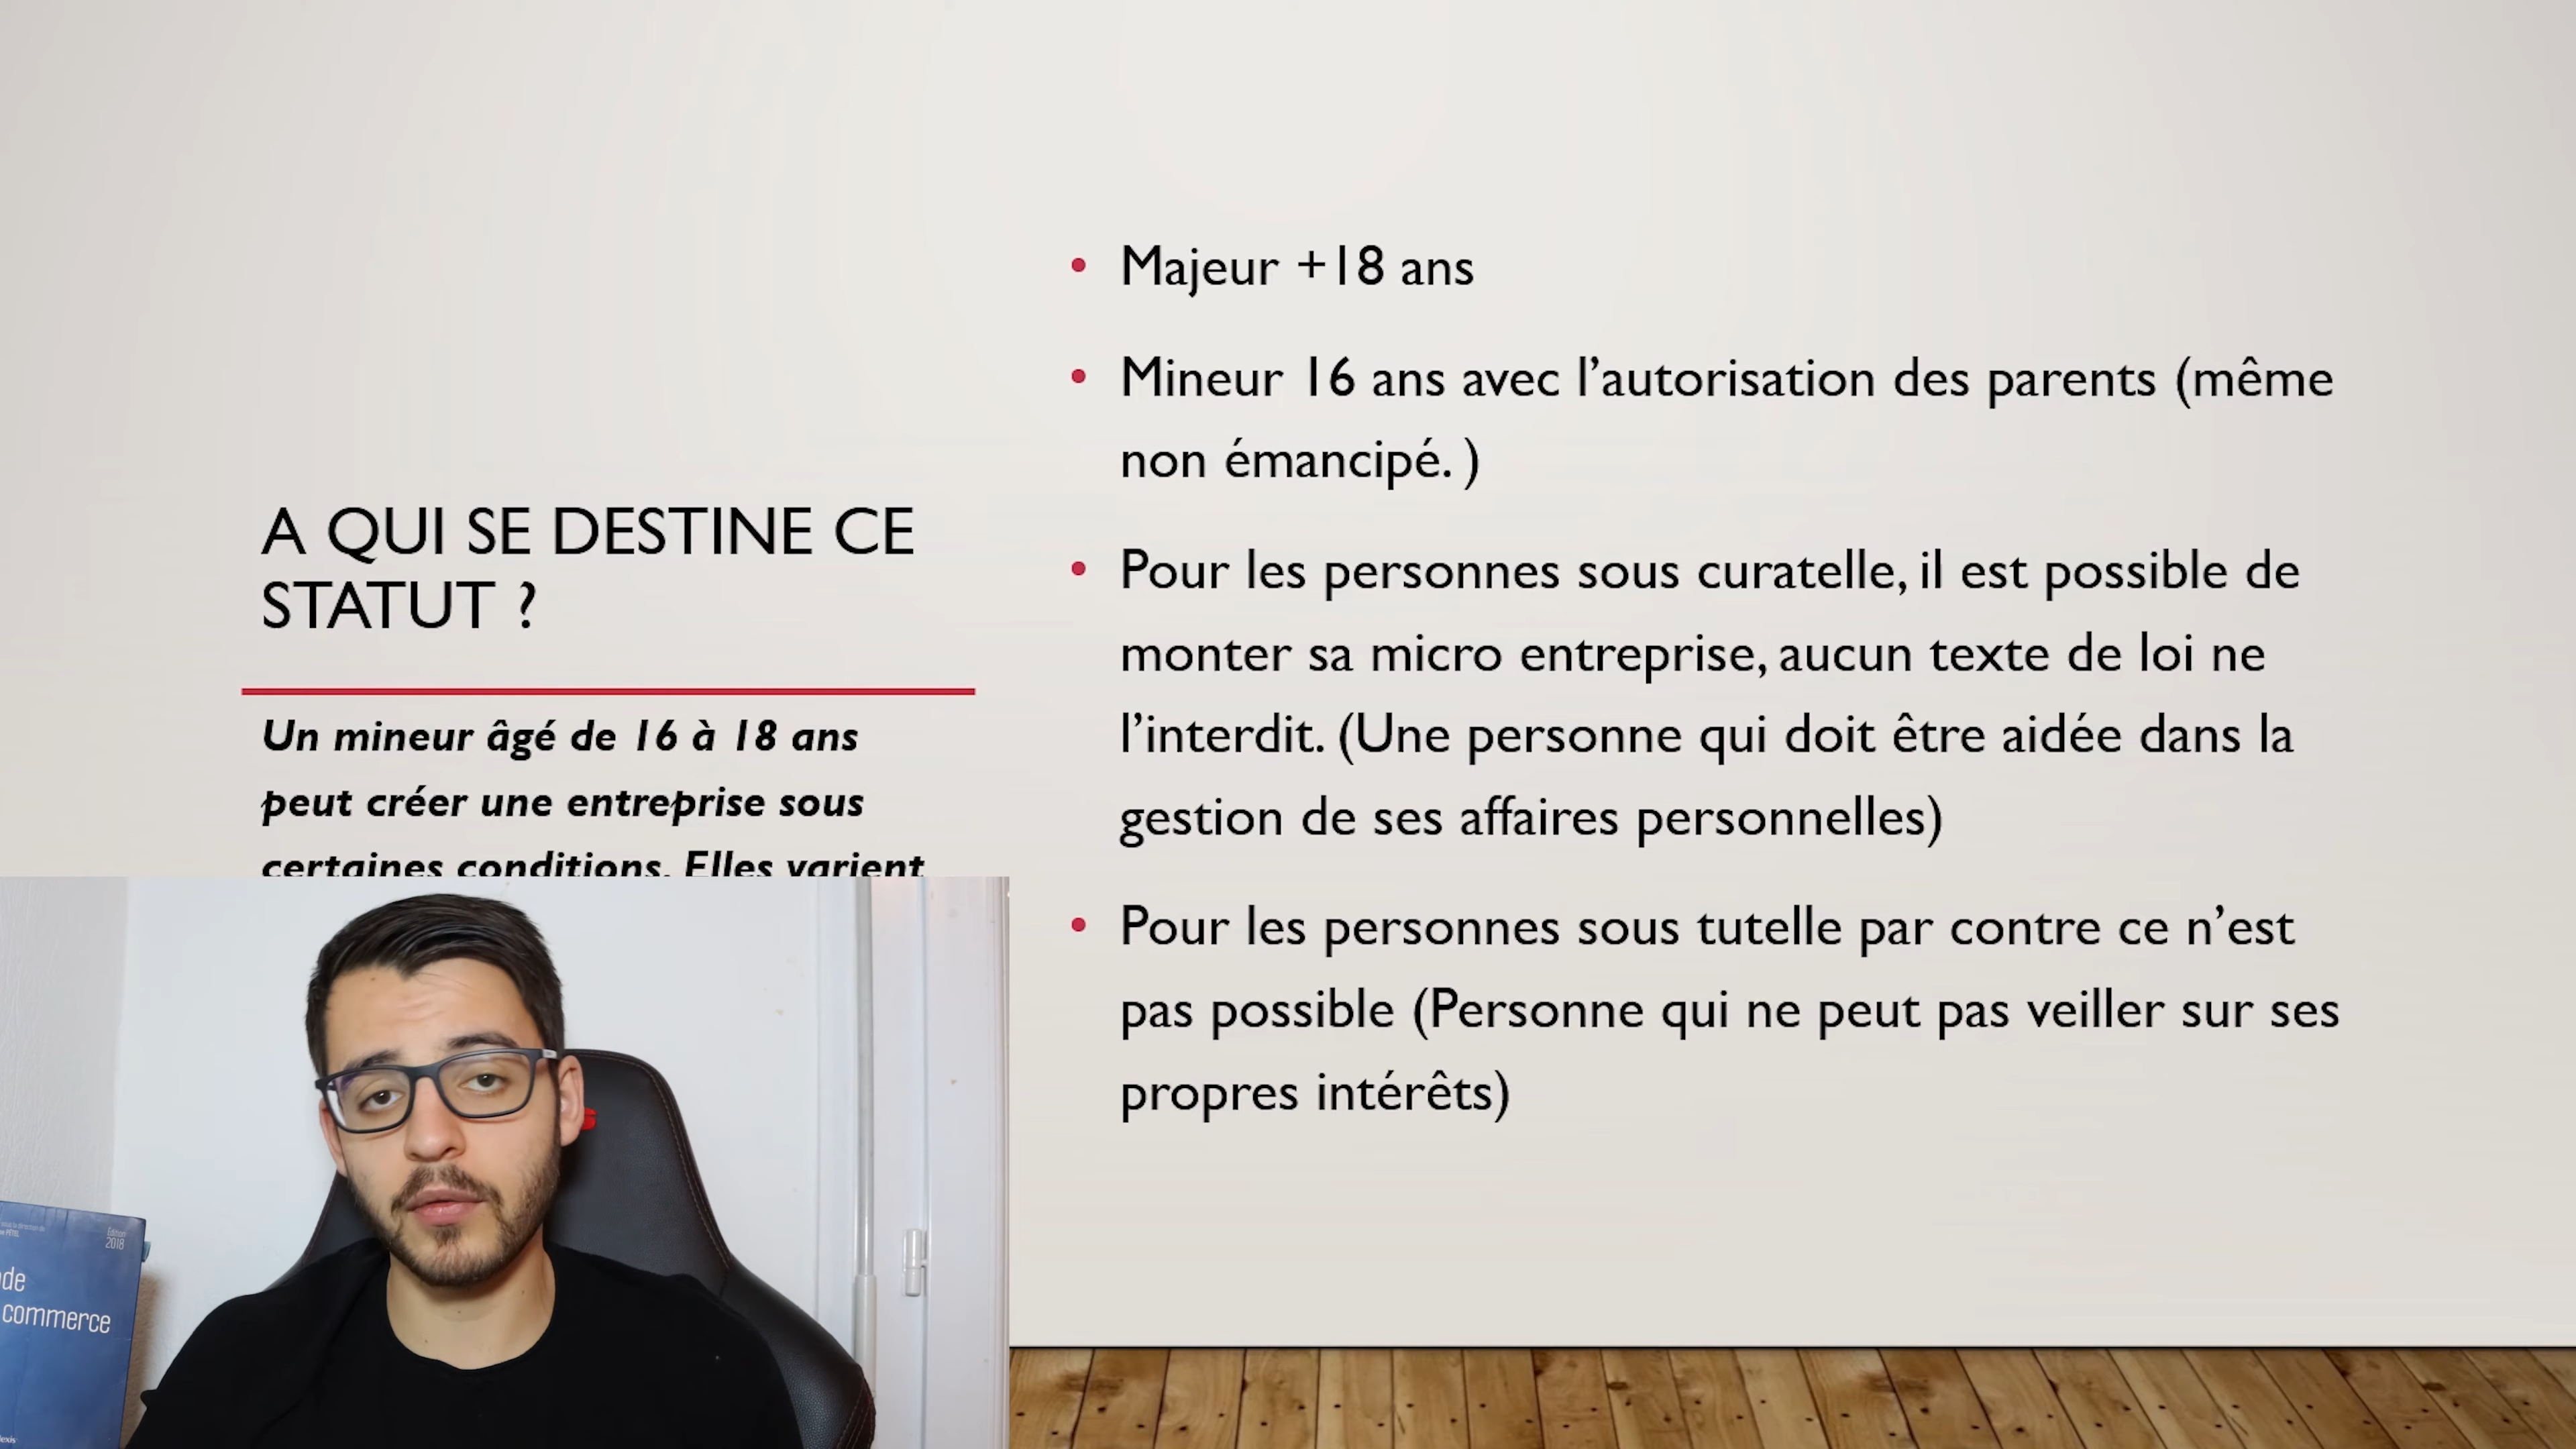 A QUI SE DESTINE CE
STATUT ?
Un mineur âgé de 16 à 18 ans
peut créer une entreprise sous
certaines conditions. Elles varient
• Majeur +18 ans
• Mineur 16 ans avec l’autorisation des parents (même
non émancipé. )
• Pour les personnes sous curatelle, il est possible de
monter sa micro entreprise, aucun texte de loi ne
l’interdit. (Une personne qui doit être aidée dans la
gestion de ses affaires personnelles)
• Pour les personnes sous tutelle par contre ce n’est
pas possible (Personne qui ne peut pas veiller sur ses
propres intérêts)
Édition
2018
de
commerce